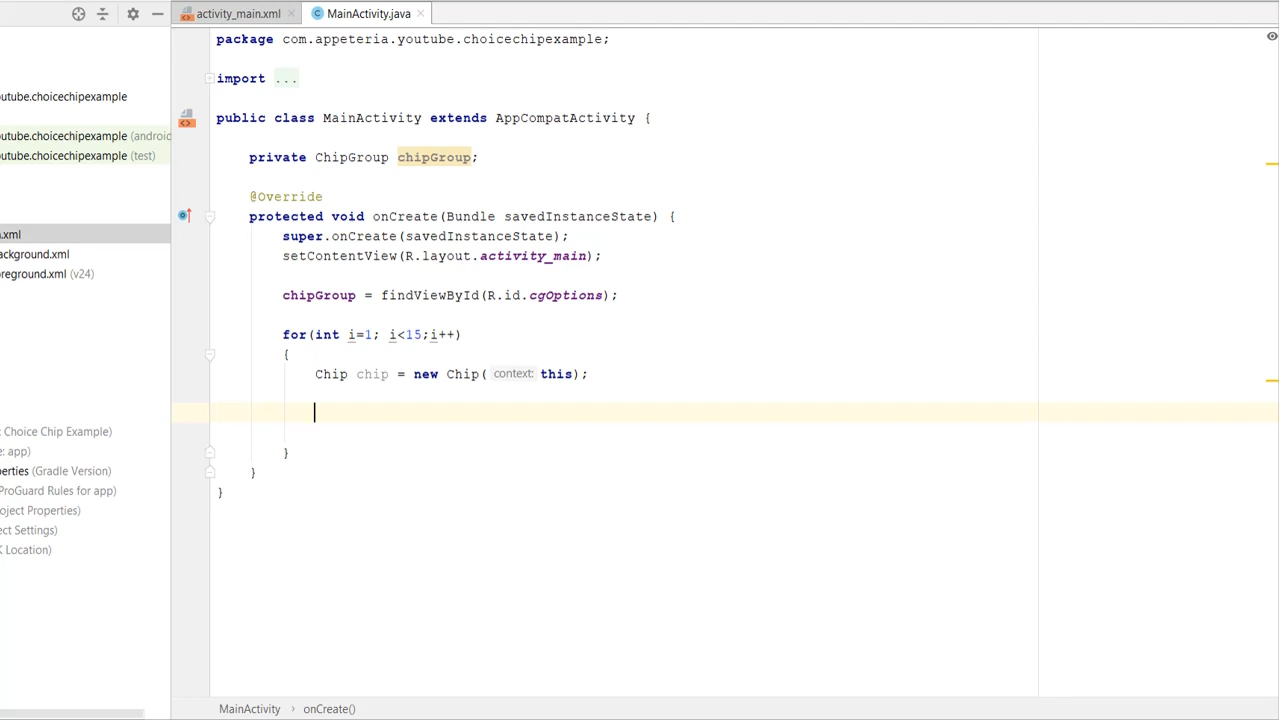 activity_main.xml
MainActivity.java
package com.appeteria.youtube.choicechipexample;
import ...
outube.choicechipexample
public class MainActivity extends AppCompatActivity {
outube.choicechipexample (androic
outube.choicechipexample (test)
private ChipGroup chipGroup;
@Override
protected void onCreate(Bundle savedInstanceState) {
.xml
super.onCreate(savedInstanceState);
ackground.xml
setContentView(R.layout.activity_main);
reground.xml (v24)
chipGroup = findViewById(R.id.cgOptions);
for(int i=1; i<15;i++)
{
Chip chip = new Chip( context: this);
: Choice Chip Example)
e: app)
}
perties (Gradle Version)
}
ProGuard Rules for app)
}
oject Properties)
ect Settings)
K Location)
MainActivity › onCreate()